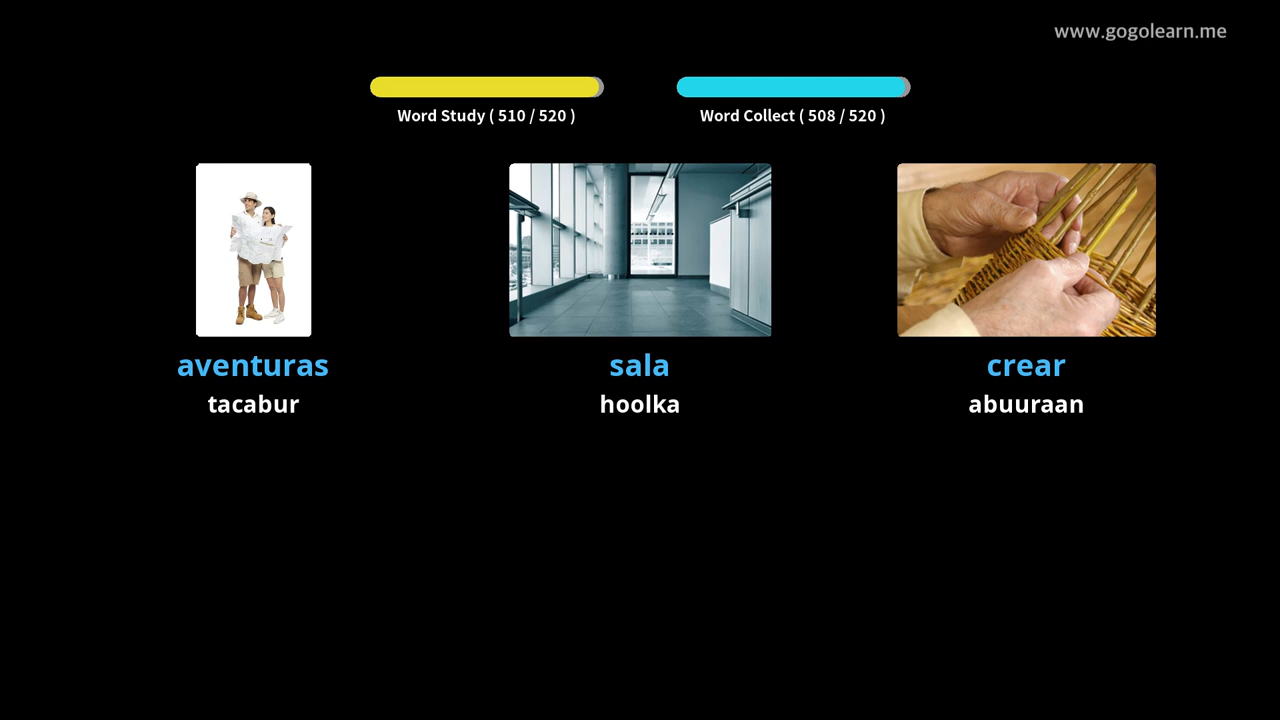 www.gogolearn.me
Word Study ( 510 / 520 )
Word Collect ( 508 / 520 )
aventuras
tacabur
sala
hoolka
crear
abuuraan